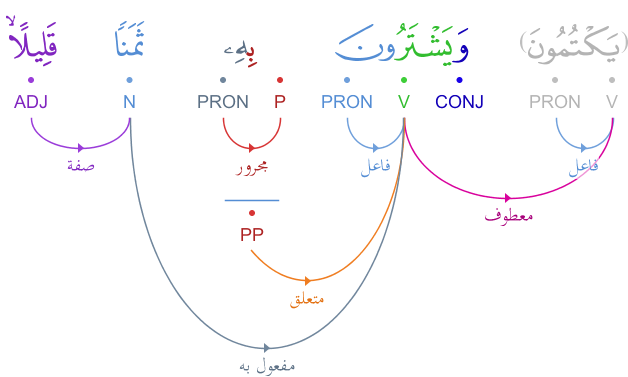 (يَكْتُمُونَ) وَيَشْتَرُونَ بِهِۦ ثَمَنًا قَلِيلًا ۙ
V PRON CONJ V PRON P PRON N ADJ
فاعل فاعل مجرور صفة
معطوف
PP
متعلق
مفعول به